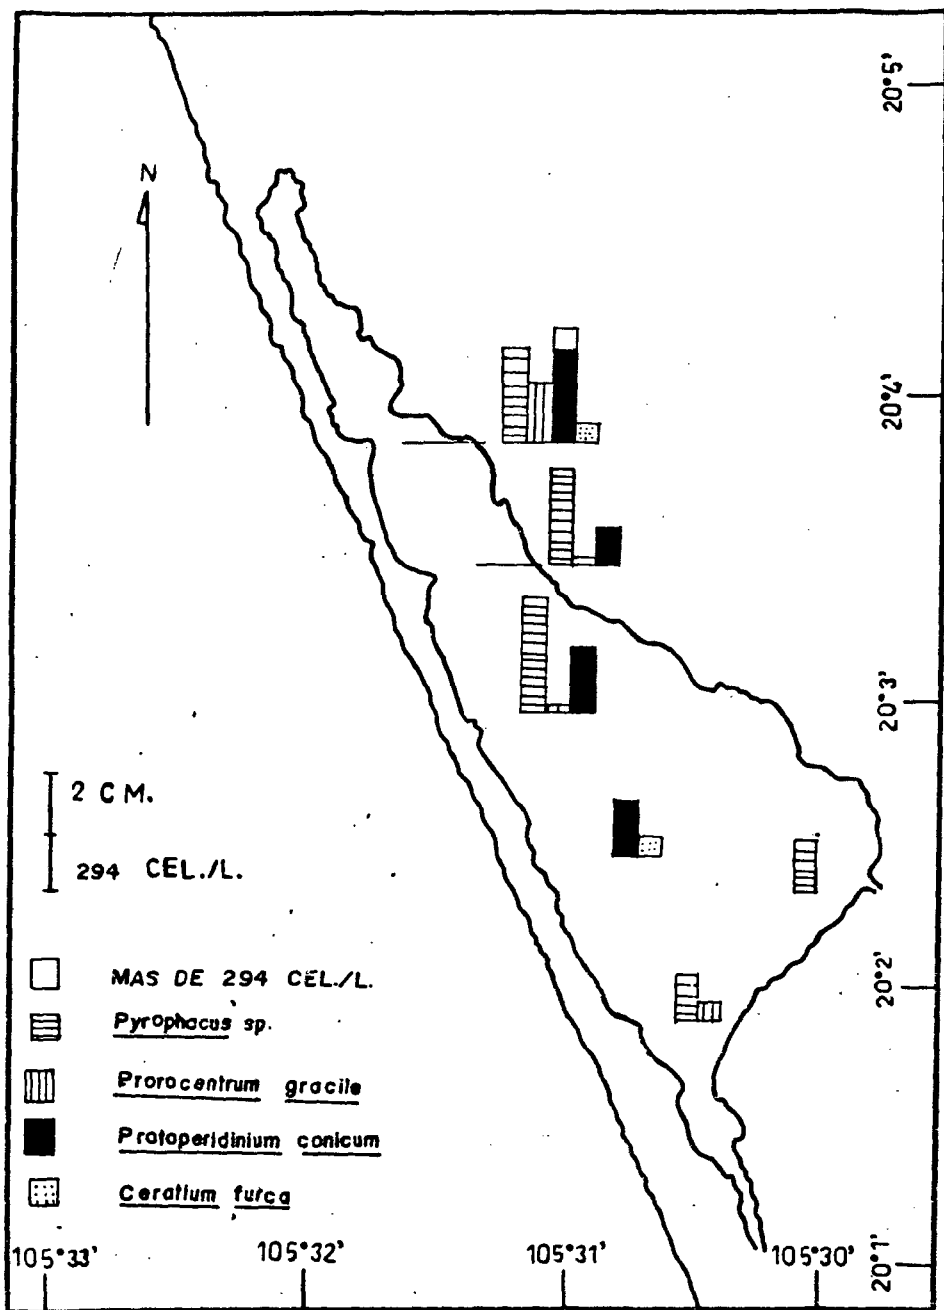 N
20°5'
20°4'
20°3'
20°2'
20°1'
2 CM.
294 CEL./L.
MAS DE 294 CEL./L.
Pyrophacus sp.
Prorocentrum gracile
Protoperidinium conicum
Ceratium furca
105°33'
105°32'
105°31'
105°30'